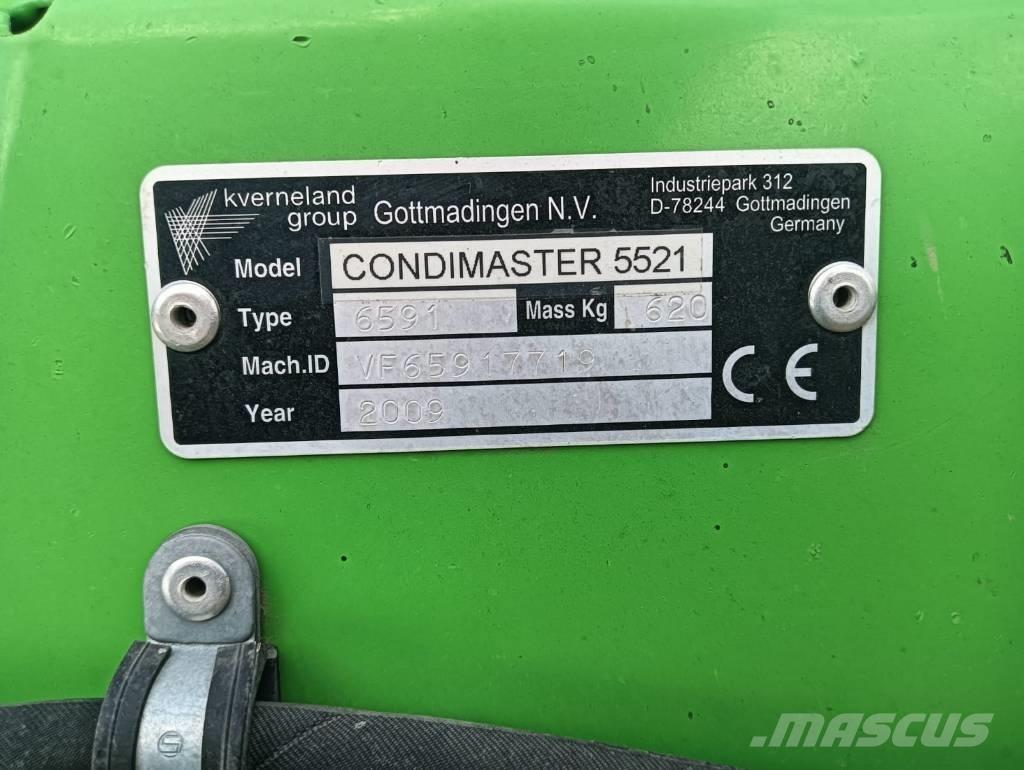 kverneland
group
Gottmadingen N.V.
Industriepark 312
D-78244 Gottmadingen
Germany
Model CONDIMASTER 5521
Type 6591 Mass Kg 620
Mach.ID VF65917719
Year 2009
CE
MASCUS